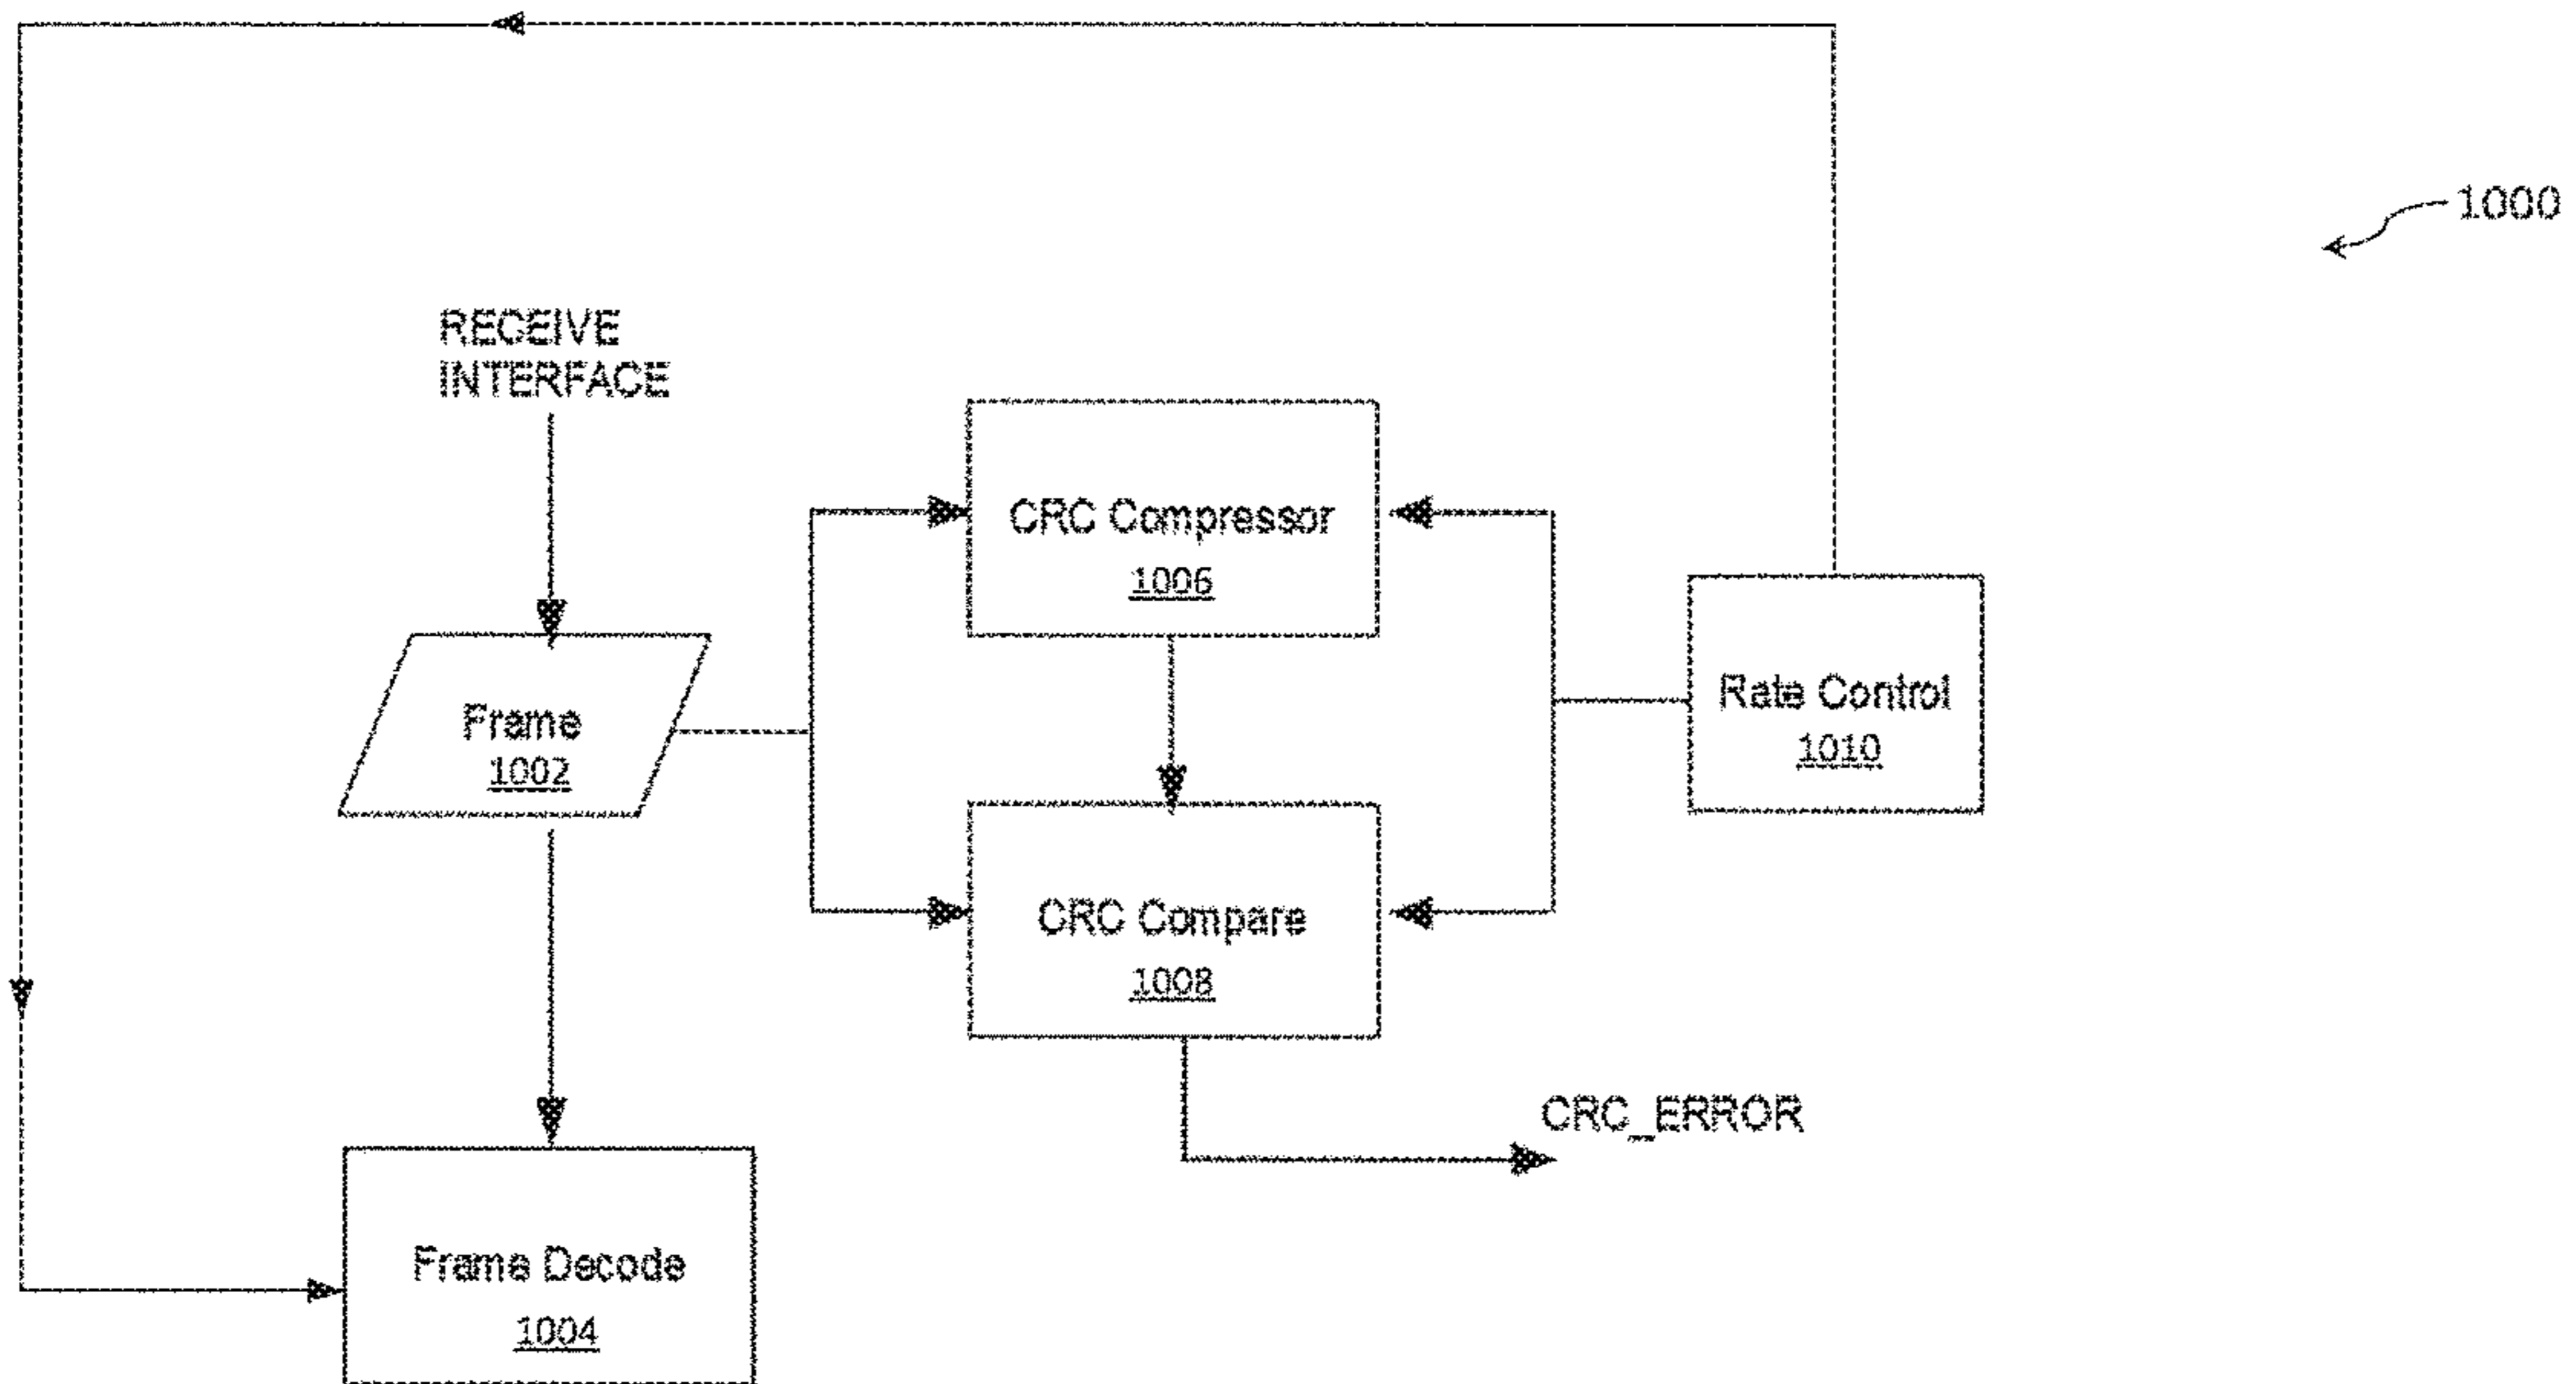 1000
RECEIVE
INTERFACE
CRC Compressor
1006
Rate Control
1010
Frame
1002
CRC Compare
1008
CRC_ERROR
Frame Decode
1004